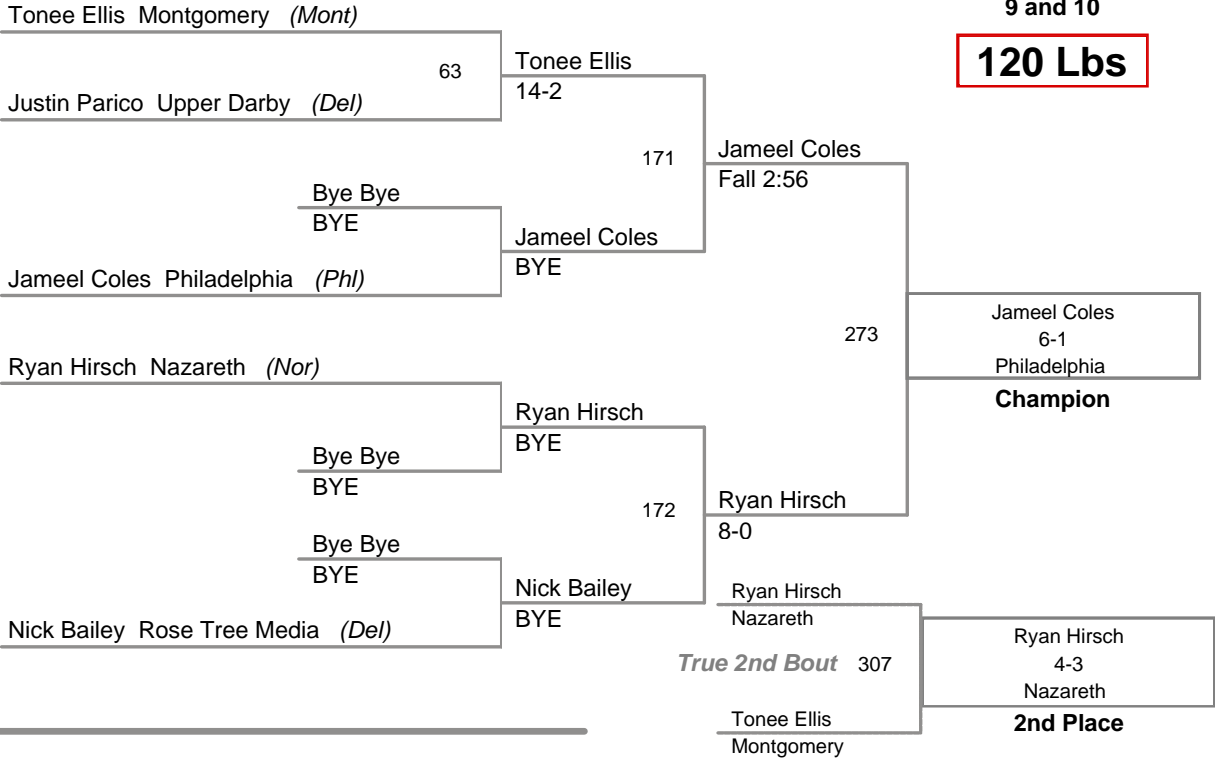 Tonee Ellis  Montgomery  (Mont)
9 and 10
120 Lbs
63
Tonee Ellis
14-2
Justin Parico  Upper Darby  (Del)
171
Jameel Coles
Fall 2:56
Bye Bye
BYE
Jameel Coles
BYE
Jameel Coles  Philadelphia  (Phl)
273
Jameel Coles
6-1
Philadelphia
Champion
Ryan Hirsch  Nazareth  (Nor)
Ryan Hirsch
BYE
Bye Bye
BYE
172
Ryan Hirsch
8-0
Bye Bye
BYE
Nick Bailey
BYE
Nick Bailey  Rose Tree Media  (Del)
Ryan Hirsch
Nazareth
True 2nd Bout  307
Ryan Hirsch
4-3
Nazareth
2nd Place
Tonee Ellis
Montgomery